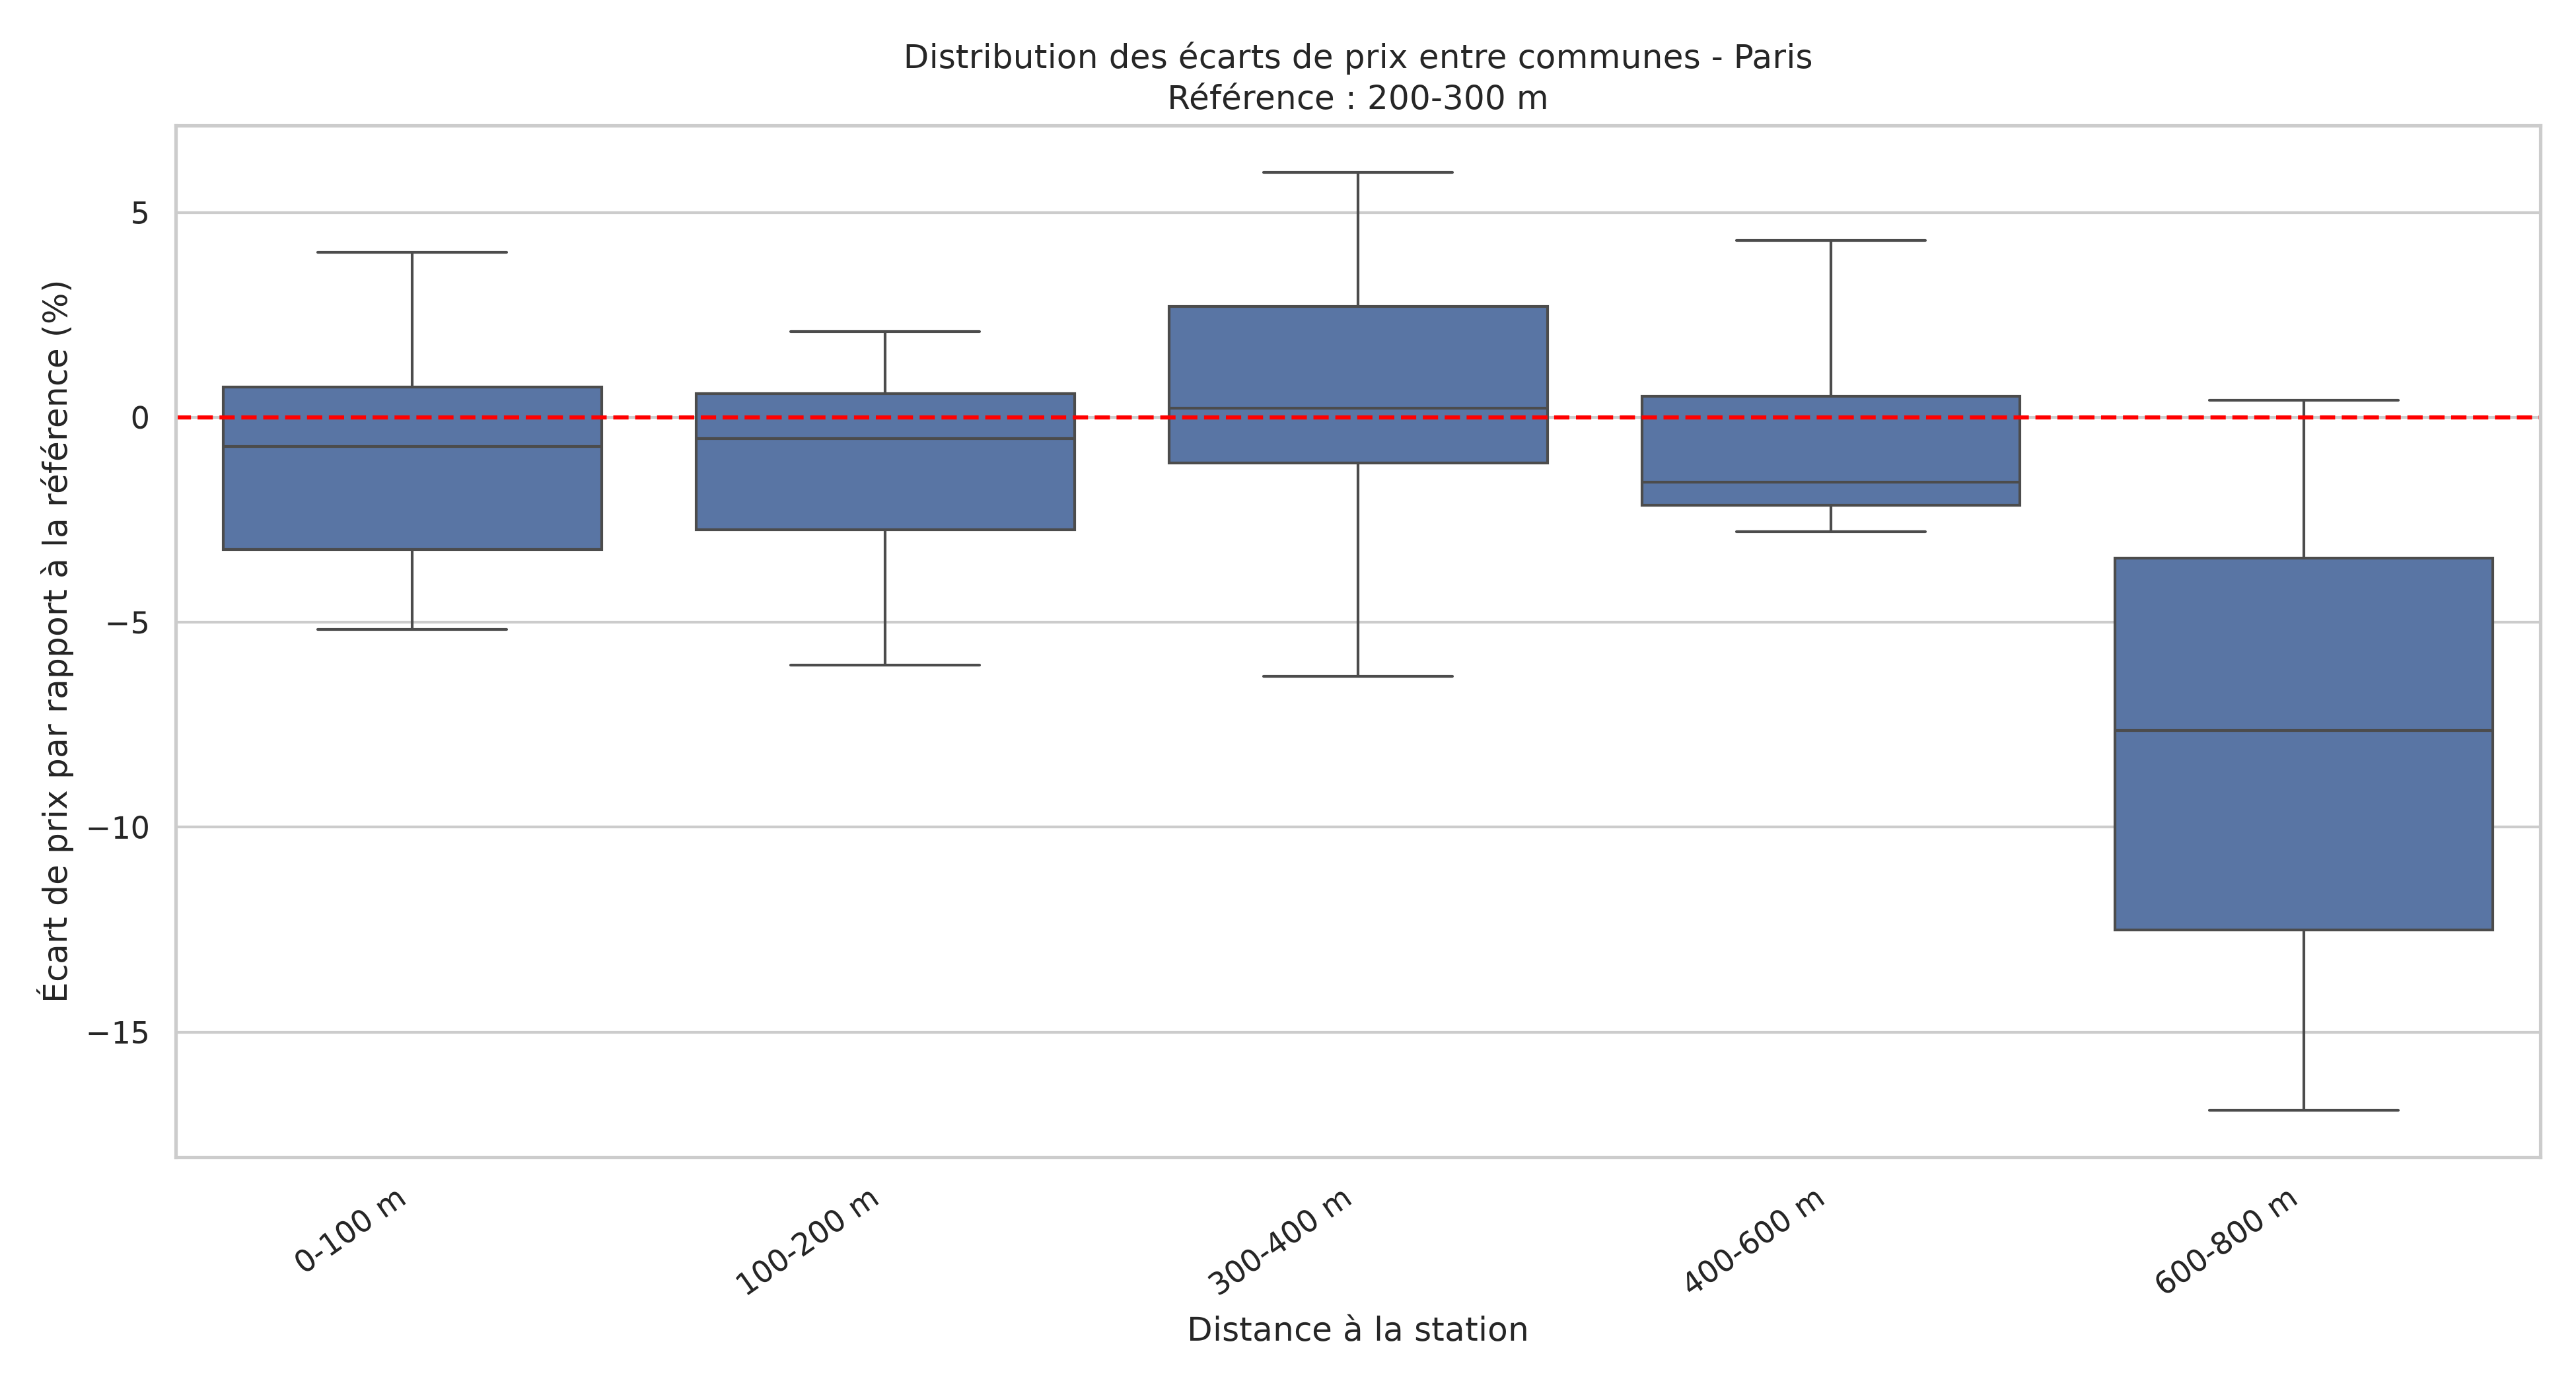 Distribution des écarts de prix entre communes - Paris
Référence : 200-300 m
Écart de prix par rapport à la référence (%)
5
0
−5
−10
−15
0-100 m
100-200 m
300-400 m
400-600 m
600-800 m
Distance à la station